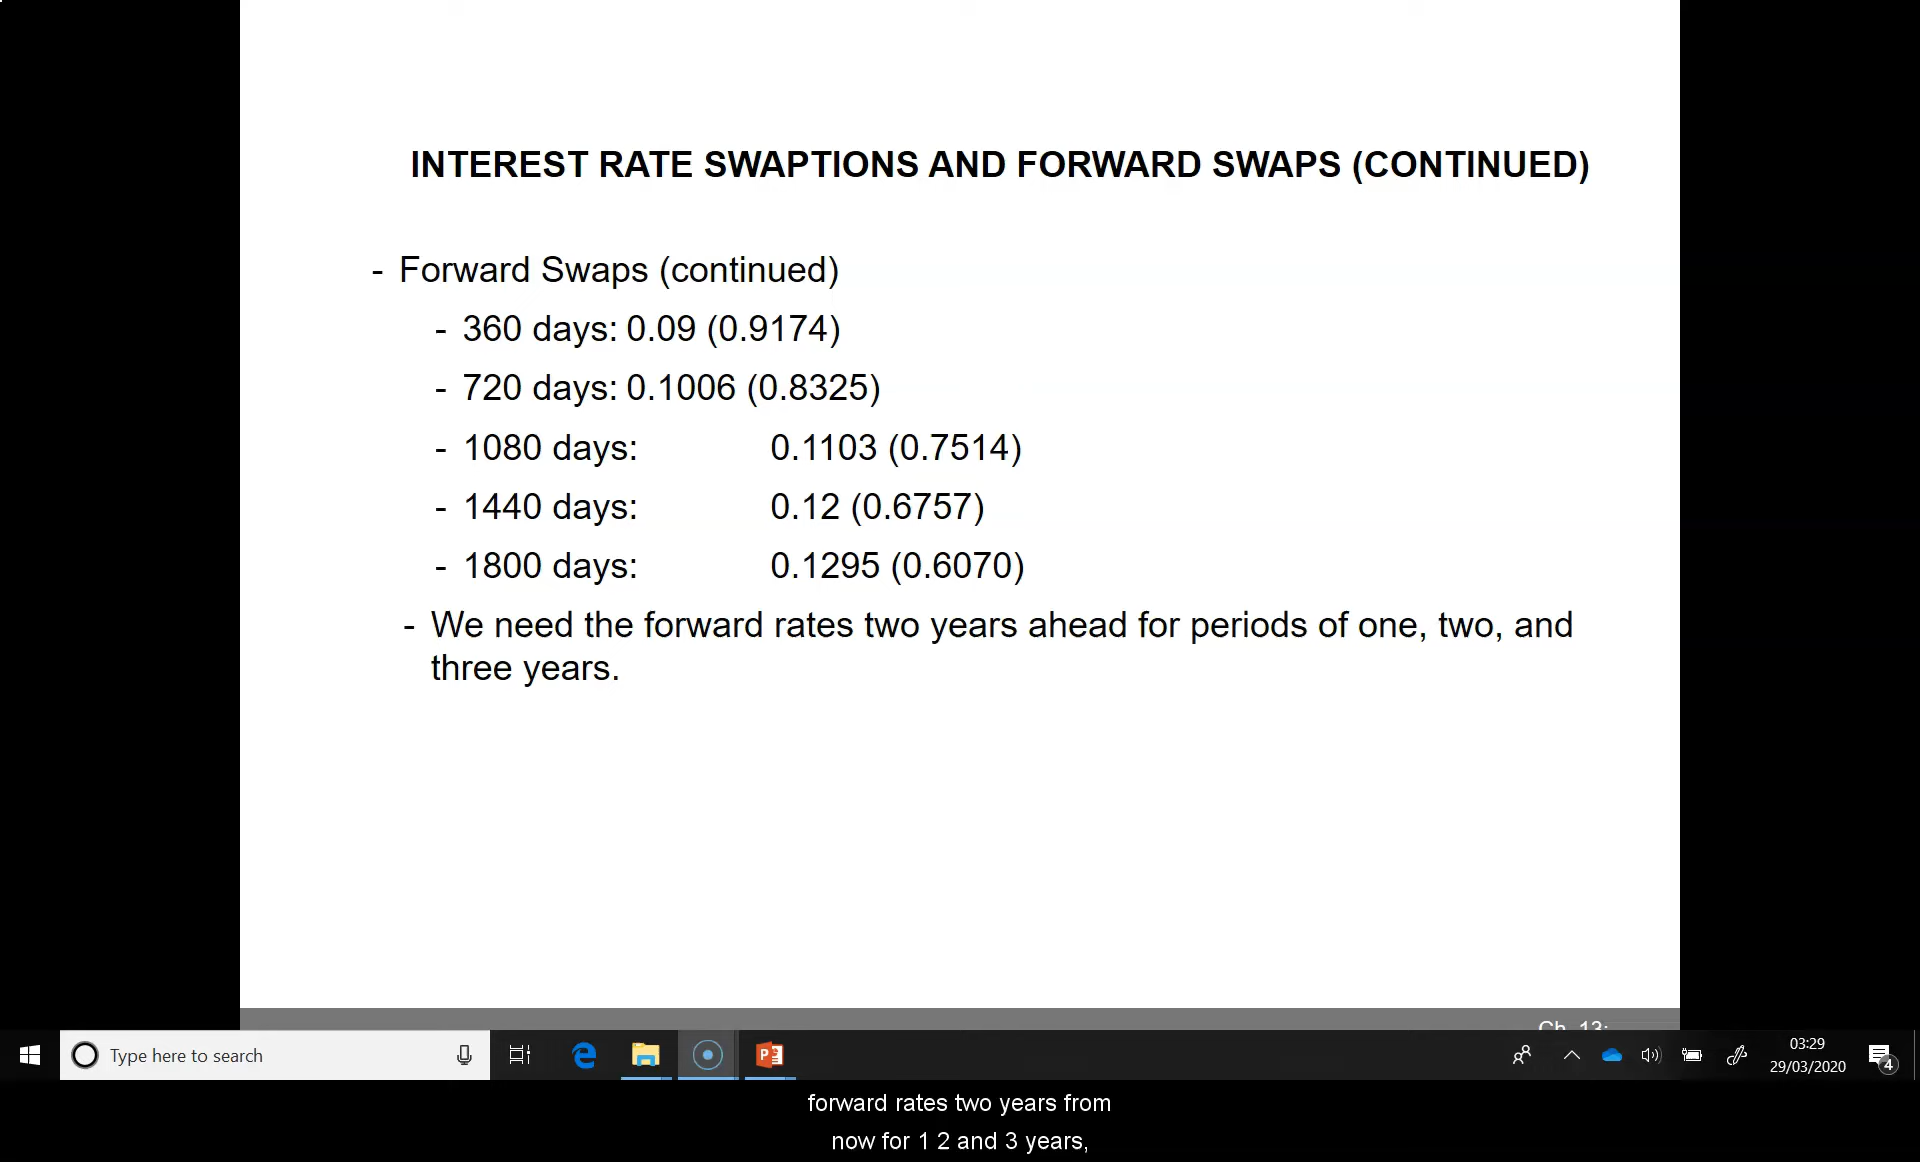 INTEREST RATE SWAPTIONS AND FORWARD SWAPS (CONTINUED)
- Forward Swaps (continued)
- 360 days: 0.09 (0.9174)
- 720 days: 0.1006 (0.8325)
- 1080 days: 0.1103 (0.7514)
- 1440 days: 0.12 (0.6757)
- 1800 days: 0.1295 (0.6070)
- We need the forward rates two years ahead for periods of one, two, and
three years.
Ch. 13:
Type here to search
03:29
29/03/2020
4
forward rates two years from
now for 1 2 and 3 years,